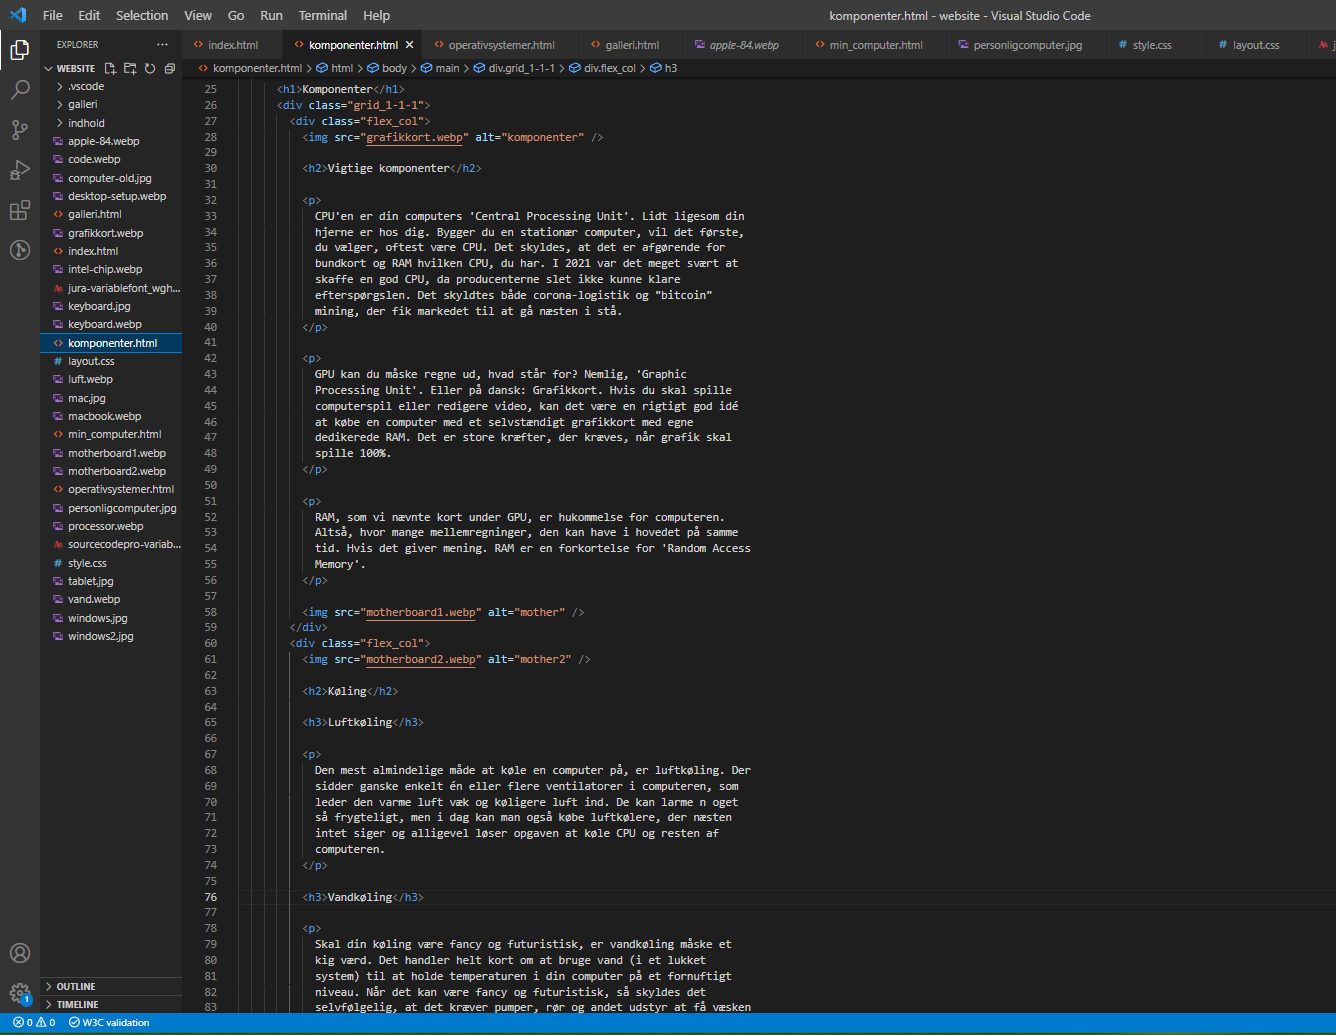 File Edit Selection View Go Run Terminal Help
komponenter.html - website - Visual Studio Code
EXPLORER
index.html
komponenter.html
operativsystemer.html
galleri.html
apple-84.webp
min_computer.html
personligcomputer.jpg
style.css
layout.css
WEBSITE
komponenter.html > html > body > main > div.grid_1-1-1 > div.flex_col > h3
.vscode
galleri
indhold
apple-84.webp
code.webp
computer-old.jpg
desktop-setup.webp
galleri.html
grafikkort.webp
index.html
intel-chip.webp
jura-variablefont_wgh...
keyboard.jpg
keyboard.webp
komponenter.html
layout.css
luft.webp
mac.jpg
macbook.webp
min_computer.html
motherboard1.webp
motherboard2.webp
operativsystemer.html
personligcomputer.jpg
processor.webp
sourcecodepro-variab...
style.css
tablet.jpg
vand.webp
windows.jpg
windows2.jpg
OUTLINE
TIMELINE
25 <h1>Komponenter</h1>
26 <div class="grid_1-1-1">
27 <div class="flex_col">
28 <img src="grafikkort.webp" alt="komponenter" />
29
30 <h2>Vigtige komponenter</h2>
31
32 <p>
33 CPU'en er din computers 'Central Processing Unit'. Lidt ligesom din
34 hjerne er hos dig. Bygger du en stationær computer, vil det første,
35 du vælger, oftest være CPU. Det skyldes, at det er afgørende for
36 bundkort og RAM hvilken CPU, du har. I 2021 var det meget svært at
37 skaffe en god CPU, da producenterne slet ikke kunne klare
38 efterspørgslen. Det skyldtes både corona-logistik og "bitcoin"
39 mining, der fik markedet til at gå næsten i stå.
40 </p>
41
42 <p>
43 GPU kan du måske regne ud, hvad står for? Nemlig, 'Graphic
44 Processing Unit'. Eller på dansk: Grafikkort. Hvis du skal spille
45 computerspil eller redigere video, kan det være en rigtigt god idé
46 at købe en computer med et selvstændigt grafikkort med egne
47 dedikerede RAM. Det er store kræfter, der kræves, når grafik skal
48 spille 100%.
49 </p>
50
51 <p>
52 RAM, som vi nævnte kort under GPU, er hukommelse for computeren.
53 Altså, hvor mange mellemregninger, den kan have i hovedet på samme
54 tid. Hvis det giver mening. RAM er en forkortelse for 'Random Access
55 Memory'.
56 </p>
57
58 <img src="motherboard1.webp" alt="mother" />
59 </div>
60 <div class="flex_col">
61 <img src="motherboard2.webp" alt="mother2" />
62
63 <h2>Køling</h2>
64
65 <h3>Luftkøling</h3>
66
67 <p>
68 Den mest almindelige måde at køle en computer på, er luftkøling. Der
69 sidder ganske enkelt én eller flere ventilatorer i computeren, som
70 leder den varme luft væk og køligere luft ind. De kan larme n oget
71 så frygteligt, men i dag kan man også købe luftkølere, der næsten
72 intet siger og alligevel løser opgaven at køle CPU og resten af
73 computeren.
74 </p>
75
76 <h3>Vandkøling</h3>
77
78 <p>
79 Skal din køling være fancy og futuristisk, er vandkøling måske et
80 kig værd. Det handler helt kort om at bruge vand (i et lukket
81 system) til at holde temperaturen i din computer på et fornuftigt
82 niveau. Når det kan være fancy og futuristisk, så skyldes det
83 selvfølgelig, at det kræver pumper, rør og andet udstyr at få væsken
1
0 0 W3C validation